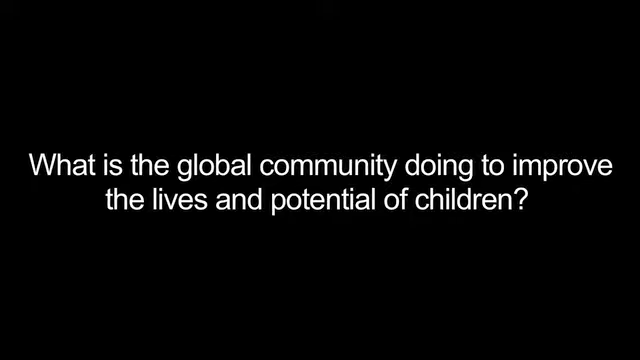 What is the global community doing to improve
the lives and potential of children?